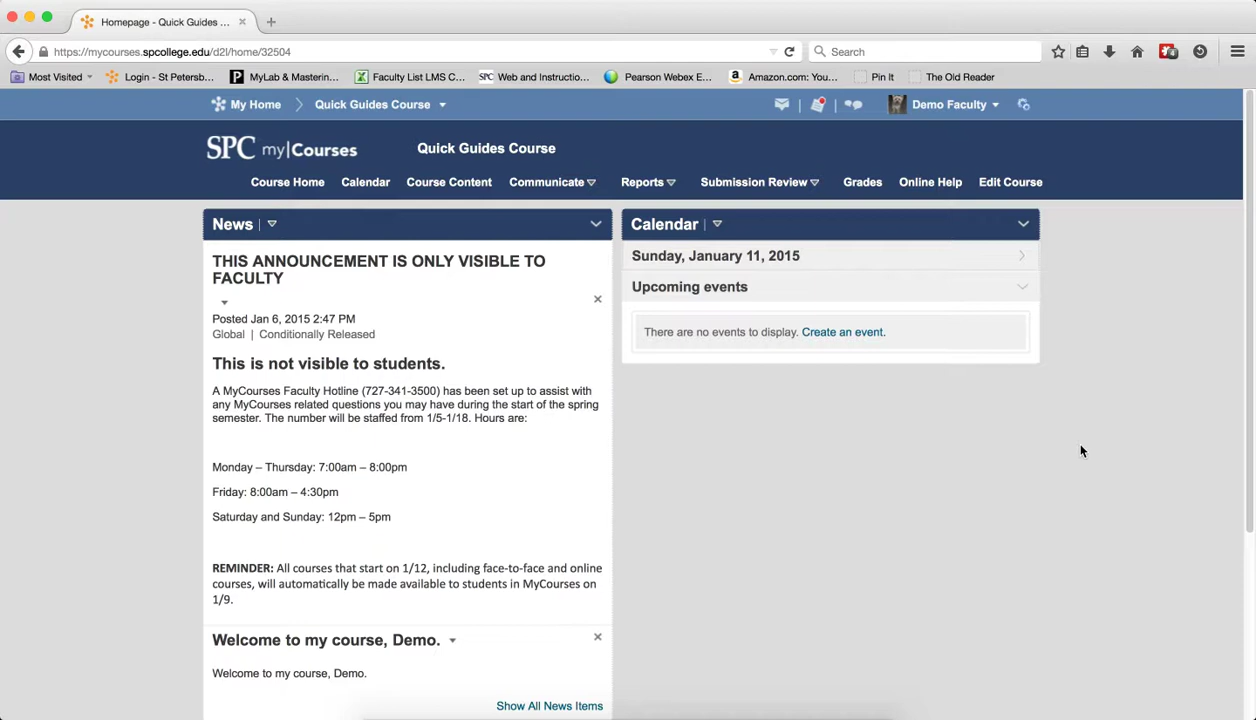 Homepage - Quick Guides ...
https://mycourses.spcollege.edu/d2l/home/32504
Search
Most Visited
Login - St Petersb...
MyLab & Mastering...
Faculty List LMS C...
SPC Web and Instructio...
Pearson Webex E...
Amazon.com: You...
Pin It
The Old Reader
My Home
Quick Guides Course
Demo Faculty
SPC my|Courses
Quick Guides Course
Course Home
Calendar
Course Content
Communicate
Reports
Submission Review
Grades
Online Help
Edit Course
News
THIS ANNOUNCEMENT IS ONLY VISIBLE TO
FACULTY
Posted Jan 6, 2015 2:47 PM
Global | Conditionally Released
This is not visible to students.
A MyCourses Faculty Hotline (727-341-3500) has been set up to assist with
any MyCourses related questions you may have during the start of the spring
semester. The number will be staffed from 1/5-1/18. Hours are:
Monday – Thursday: 7:00am – 8:00pm
Friday: 8:00am – 4:30pm
Saturday and Sunday: 12pm – 5pm
REMINDER: All courses that start on 1/12, including face-to-face and online
courses, will automatically be made available to students in MyCourses on
1/9.
Welcome to my course, Demo.
Welcome to my course, Demo.
Show All News Items
Calendar
Sunday, January 11, 2015
Upcoming events
There are no events to display. Create an event.